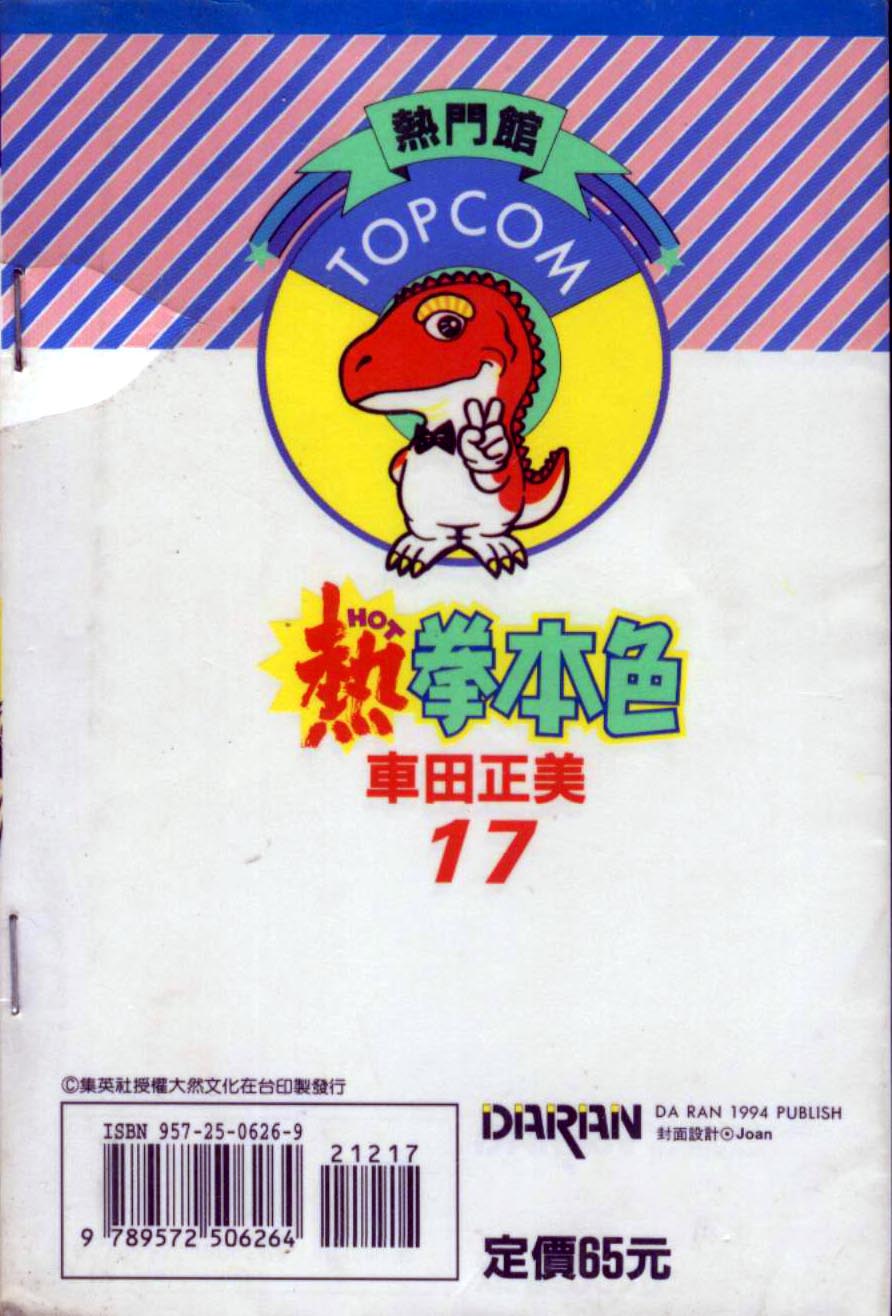 熱門館
TOPCOM
HOT
熱拳本色
車田正美
17
©集英社授權大然文化在台印製發行
ISBN 957-25-0626-9
21217
9 789572 506264
DARAN
DA RAN 1994 PUBLISH
封面設計⊙Joan
定價65元